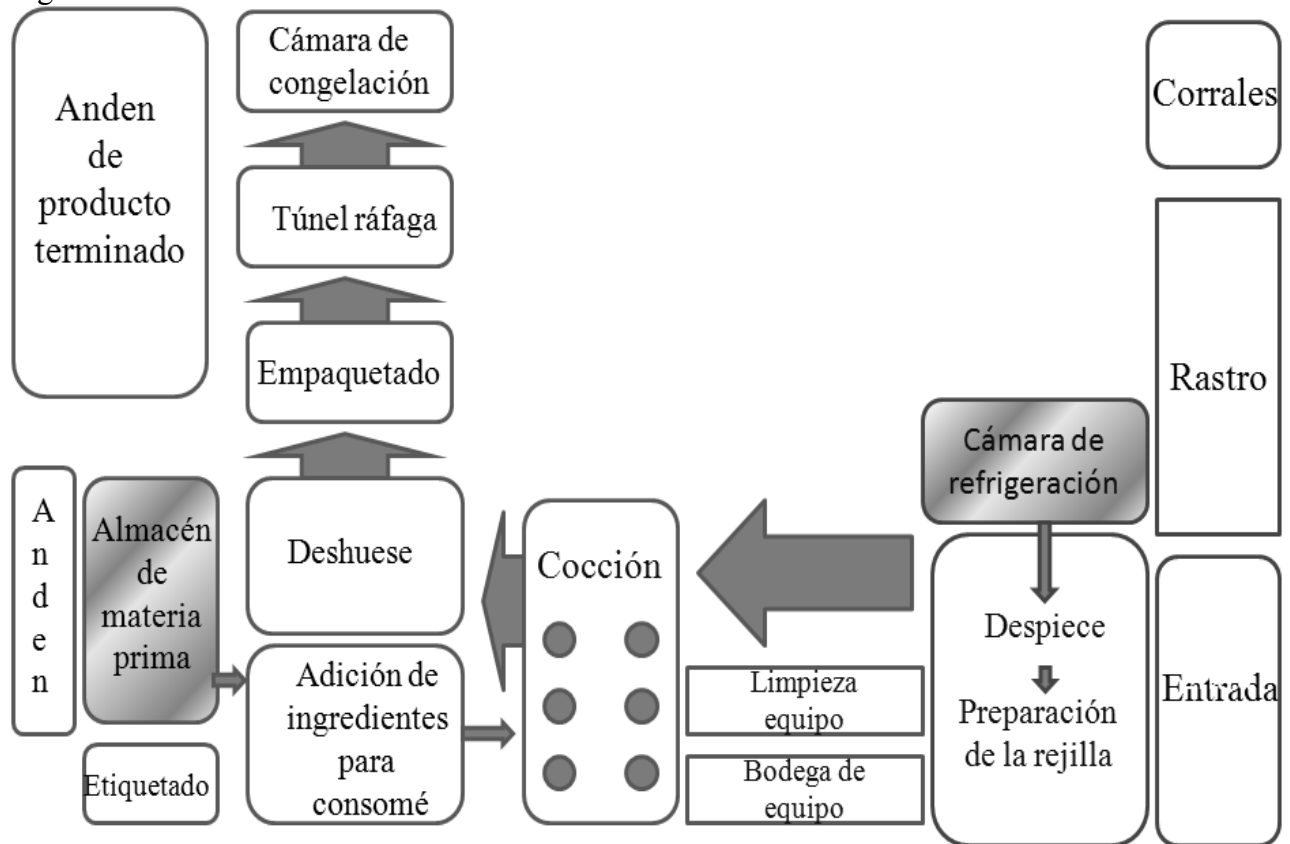 Anden
de
producto
terminado
Cámara de
congelación
Túnel ráfaga
Empaquetado
Corrales
Rastro
Cámara de
refrigeración
A
n
d
e
n
Almacén
de
materia
prima
Deshuese
Cocción
Despiece
Preparación
de la rejilla
Entrada
Limpieza
equipo
Bodega de
equipo
Adición de
ingredientes
para
consomé
Etiquetado